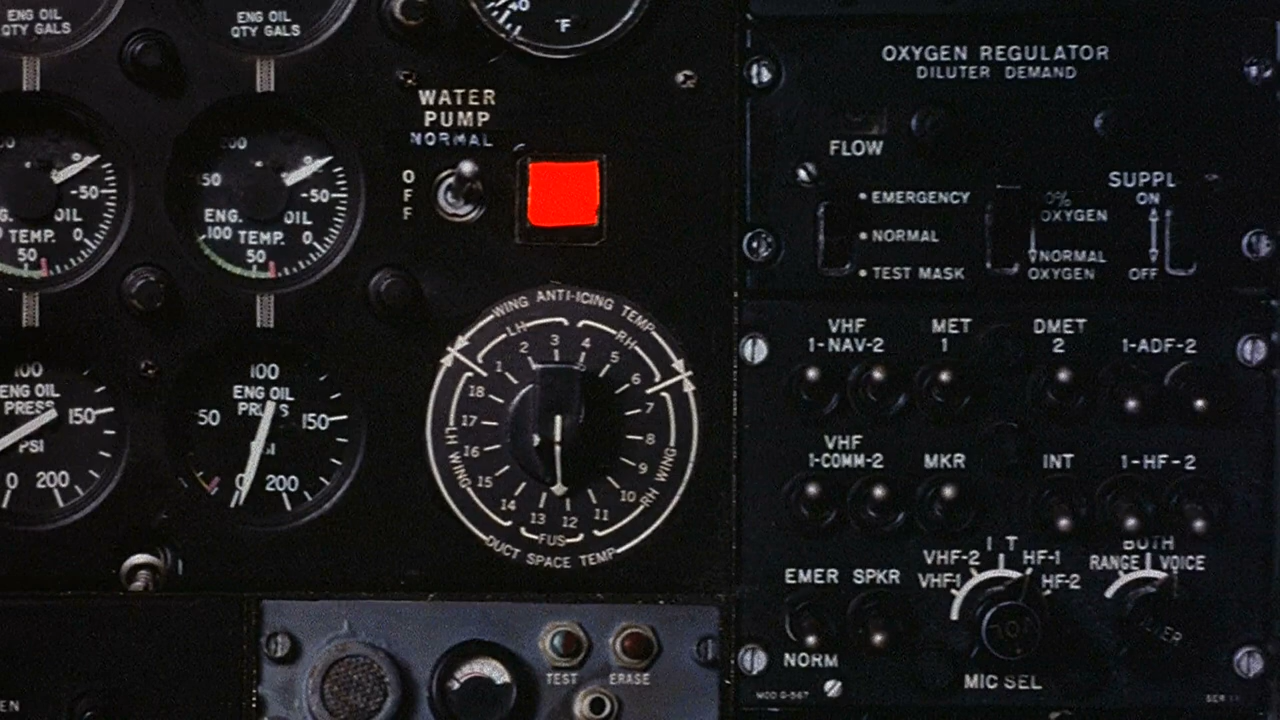 ENG OIL
QTY GALS
ENG OIL
QTY GALS
°F
WATER
PUMP
NORMAL
OFF
-50
OIL
TEMP. 0
50
50
-50
ENG. OIL
100 TEMP. 0
50
100
ENG OIL
PRESS
150
PSI
0 200
100
ENG OIL
50
150
200
WING ANTI-ICING TEMP
LH
RH
1 2 3 4 5 6 7 8 9 10 11 12 13 14 15 16 17 18
LH WING
RH WING
FUS
DUCT SPACE TEMP
TEST
ERASE
OXYGEN REGULATOR
DILUTER DEMAND
FLOW
EMERGENCY
NORMAL
TEST MASK
OXYGEN
NORMAL
OXYGEN
SUPPL
ON
OFF
VHF
1-NAV-2
MET
1
DMET
2
1-ADF-2
VHF
1-COMM-2
MKR
INT
1-HF-2
EMER
SPKR
NORM
VHF-1
VHF-2
HF-1
HF-2
MIC SEL
BOTH
RANGE
VOICE